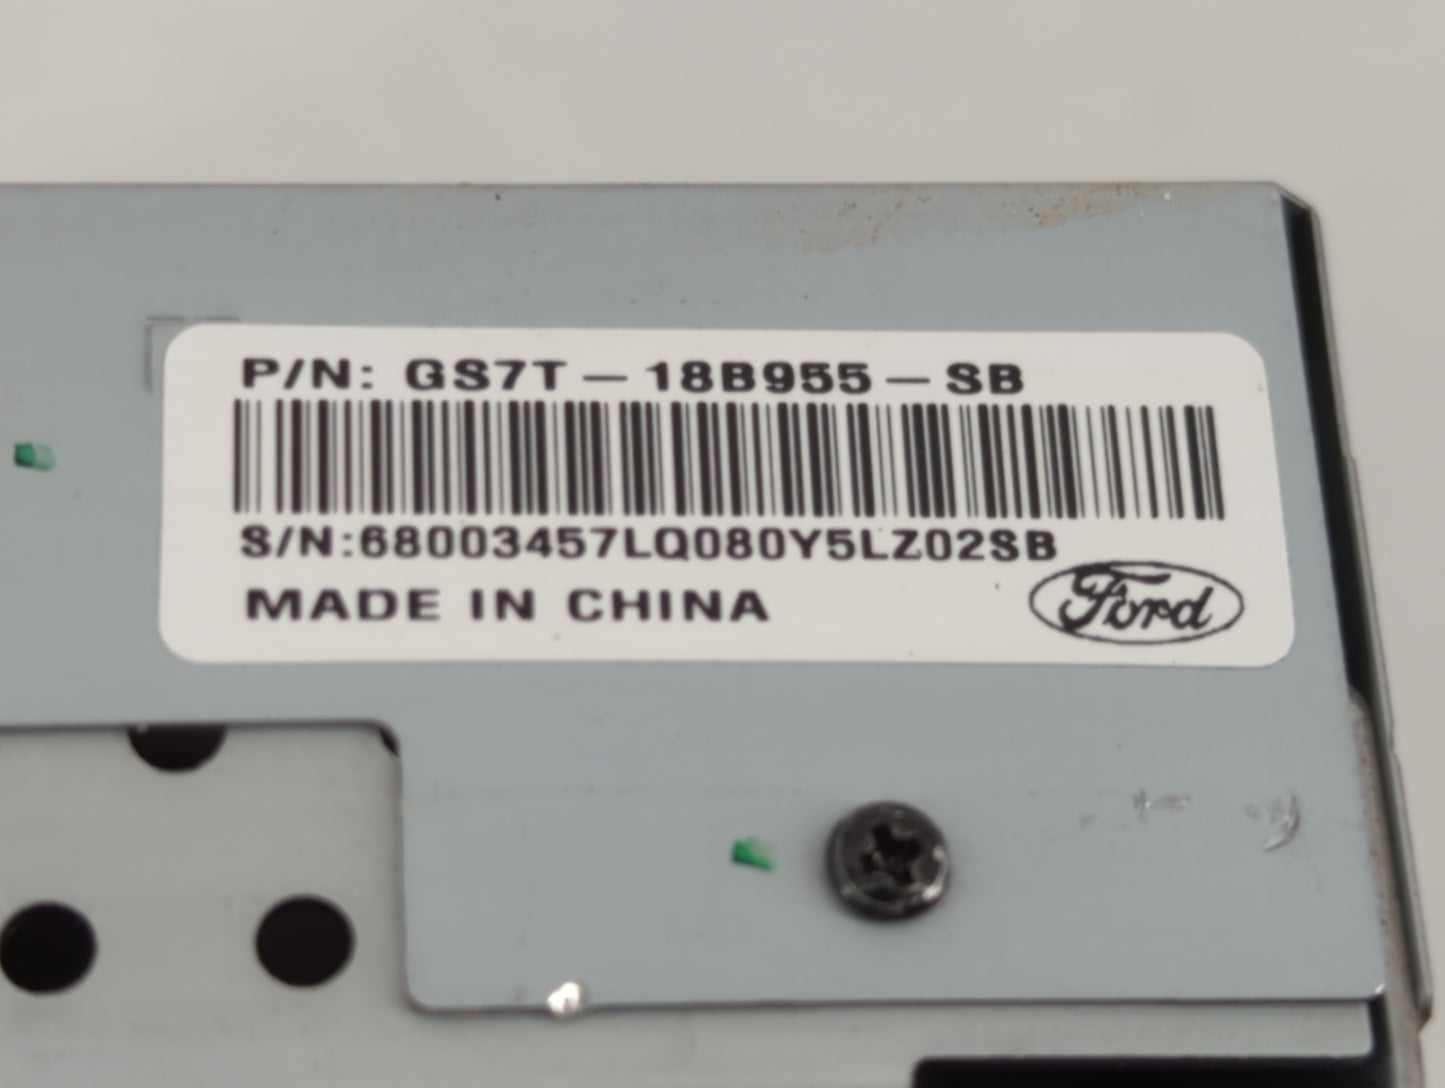 P/N: GS7T-18B955-SB
S/N:68003457LQ080Y5LZ02SB
MADE IN CHINA
Ford